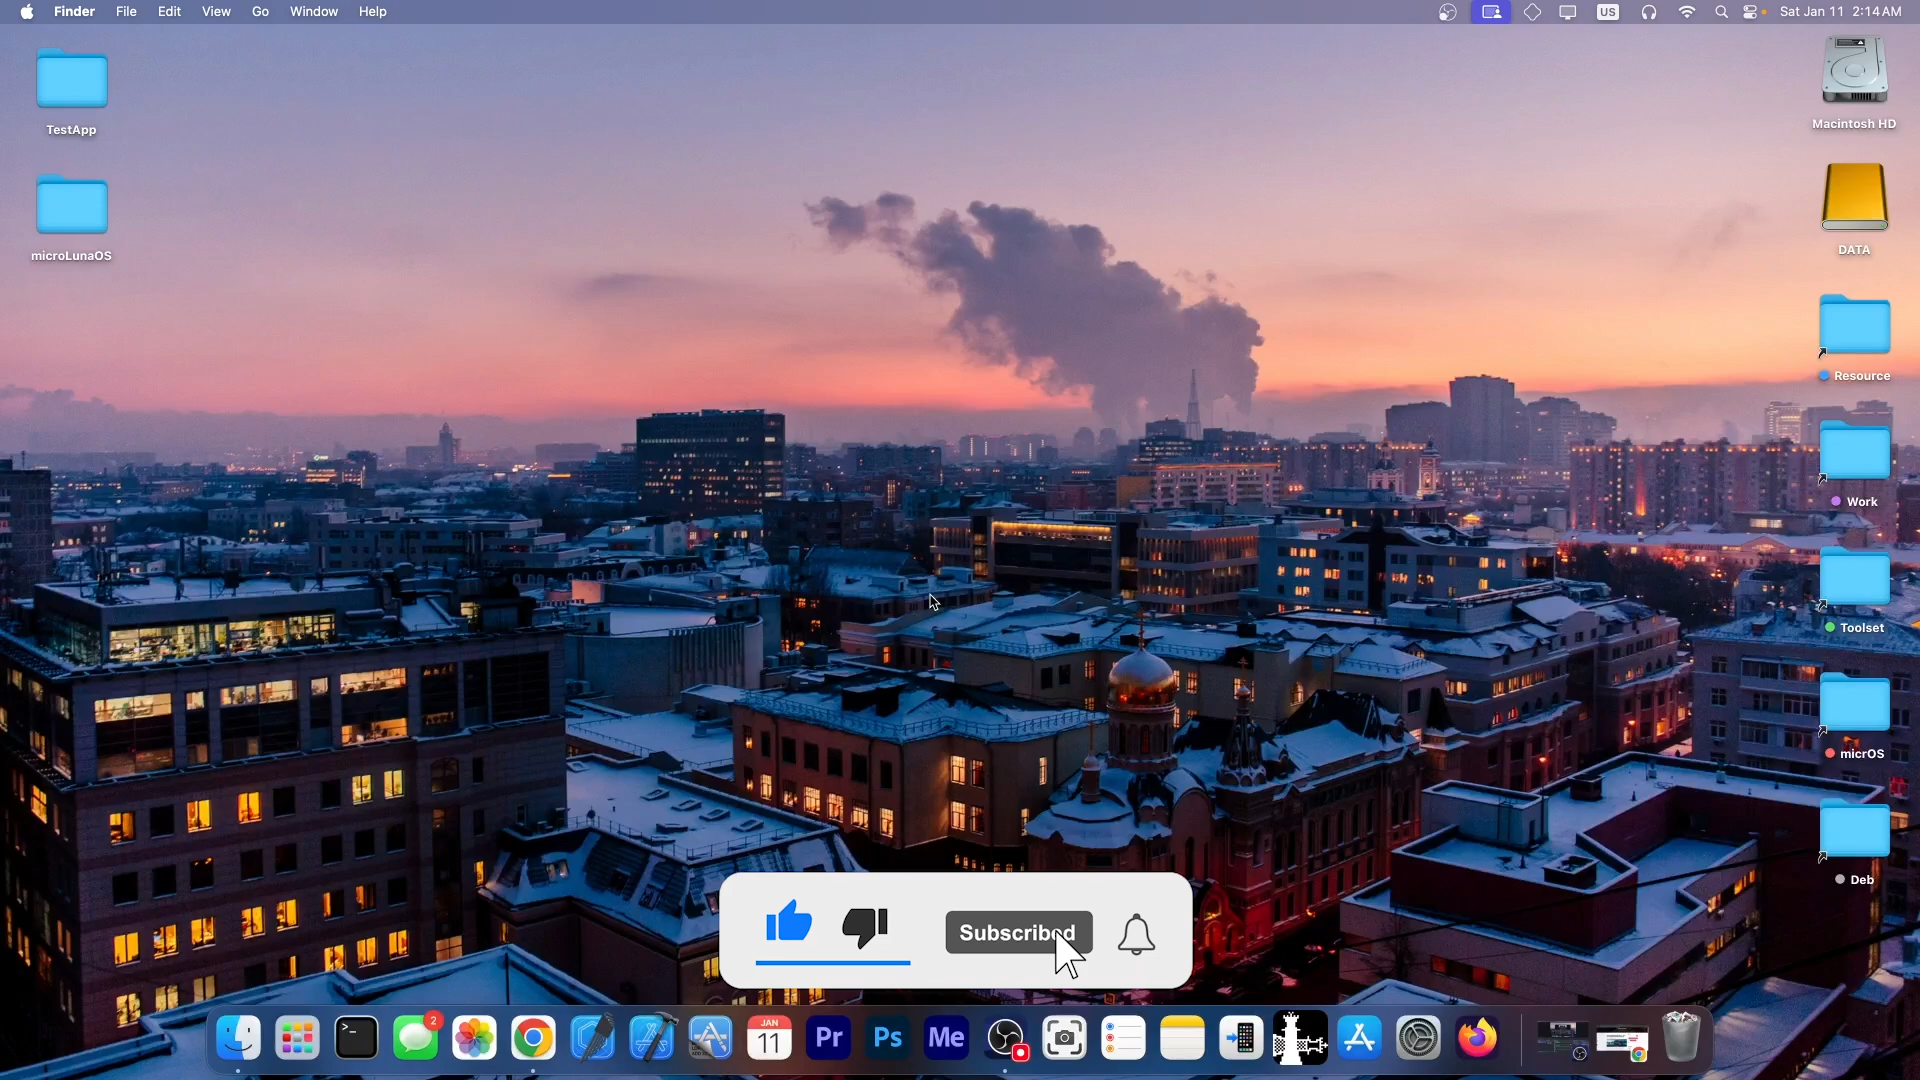 Finder File Edit View Go Window Help
US Sat Jan 11 2:14 AM
TestApp
microLunaOS
Macintosh HD
DATA
Resource
Work
Toolset
micrOS
Deb
Subscribed
>_
2
JAN
11
Pr
Ps
Me